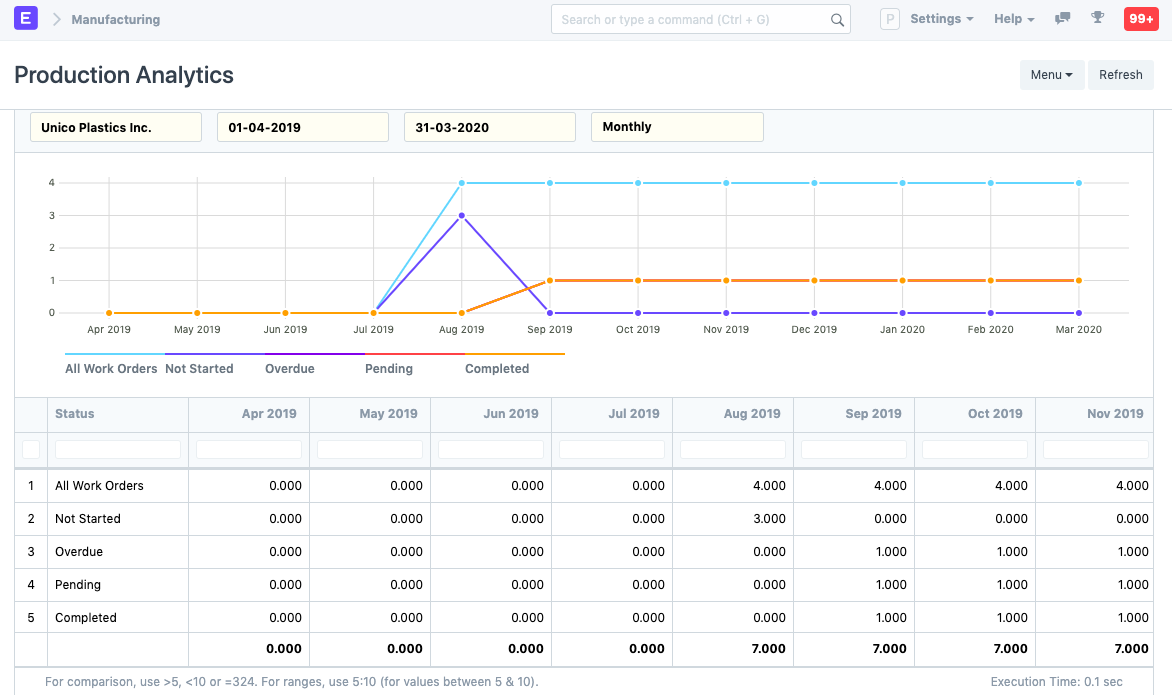 E Manufacturing Search or type a command (Ctrl + G) P Settings Help 99+
Production Analytics Menu Refresh
Unico Plastics Inc. 01-04-2019 31-03-2020 Monthly
4
3
2
1
0
Apr 2019 May 2019 Jun 2019 Jul 2019 Aug 2019 Sep 2019 Oct 2019 Nov 2019 Dec 2019 Jan 2020 Feb 2020 Mar 2020
All Work Orders Not Started Overdue Pending Completed
Status Apr 2019 May 2019 Jun 2019 Jul 2019 Aug 2019 Sep 2019 Oct 2019 Nov 2019
1 All Work Orders 0.000 0.000 0.000 0.000 4.000 4.000 4.000 4.000
2 Not Started 0.000 0.000 0.000 0.000 3.000 0.000 0.000 0.000
3 Overdue 0.000 0.000 0.000 0.000 0.000 1.000 1.000 1.000
4 Pending 0.000 0.000 0.000 0.000 0.000 1.000 1.000 1.000
5 Completed 0.000 0.000 0.000 0.000 0.000 1.000 1.000 1.000
0.000 0.000 0.000 0.000 7.000 7.000 7.000 7.000
For comparison, use >5, <10 or =324. For ranges, use 5:10 (for values between 5 & 10). Execution Time: 0.1 sec